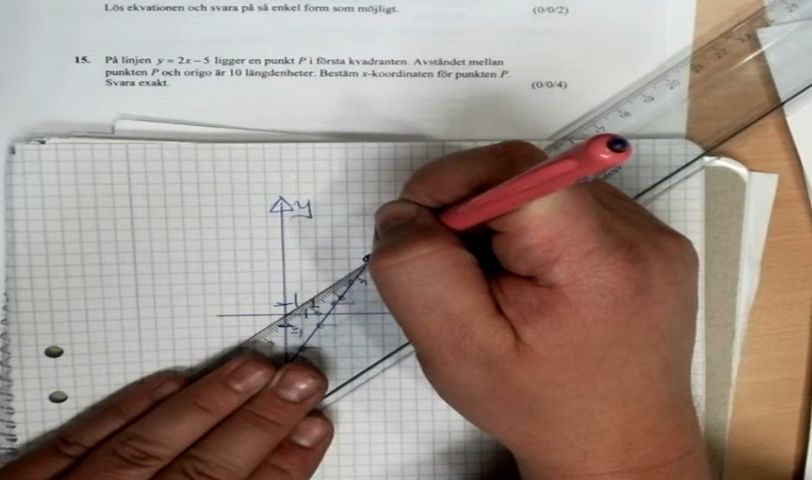 Lös ekvationen och svara på så enkel form som möjligt. (0/0/2)
15. På linjen y = 2x – 5 ligger en punkt P i första kvadranten. Avståndet mellan
punkten P och origo är 10 längdenheter. Bestäm x-koordinaten för punkten P.
Svara exakt. (0/0/4)
y